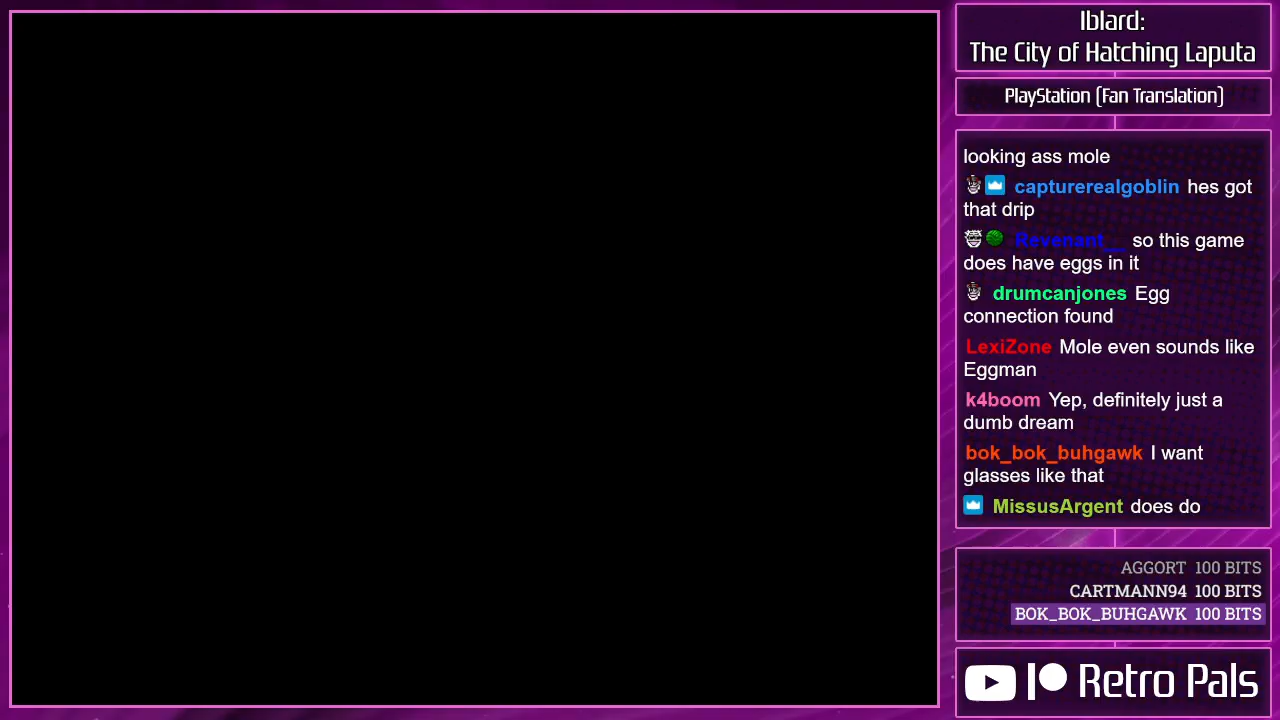 Iblard:
The City of Hatching Laputa
PlayStation (Fan Translation)
looking ass mole
capturerealgoblin hes got
that drip
Revenant__ so this game
does have eggs in it
drumcanjones Egg
connection found
LexiZone Mole even sounds like
Eggman
k4boom Yep, definitely just a
dumb dream
bok_bok_buhgawk I want
glasses like that
MissusArgent does do
AGGORT 100 BITS
CARTMANN94 100 BITS
BOK_BOK_BUHGAWK 100 BITS
Retro Pals